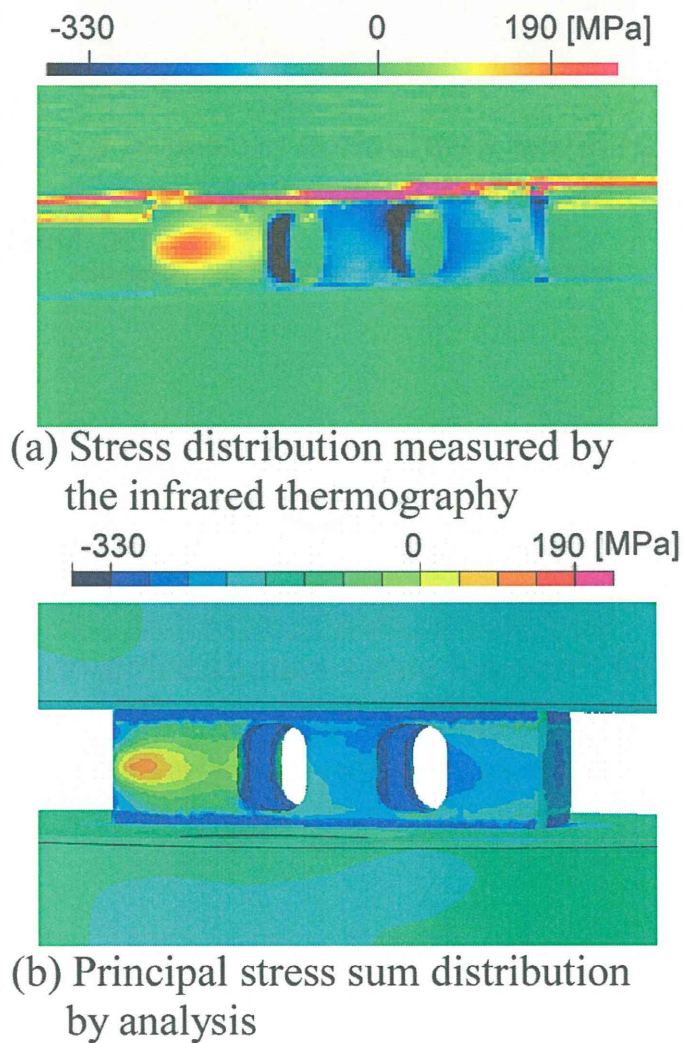 -330 0 190 [MPa]
(a) Stress distribution measured by
the infrared thermography
-330 0 190 [MPa]
(b) Principal stress sum distribution
by analysis